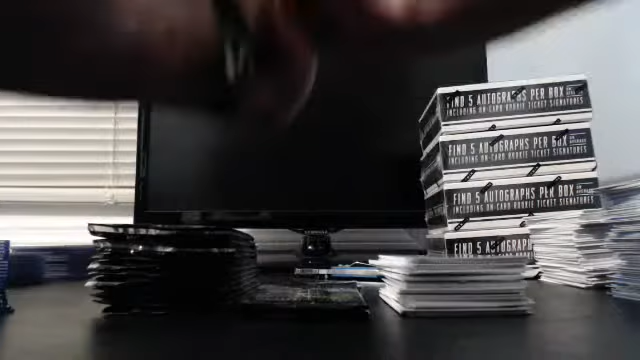 FIND 5 AUTOGRAPHS PER BOX
INCLUDING ON-CARD ROOKIE TICKET SIGNATURES
FIND 5 AUTOGRAPHS PER BOX
INCLUDING ON-CARD ROOKIE TICKET SIGNATURES
FIND 5 AUTOGRAPHS PER BOX
INCLUDING ON-CARD ROOKIE TICKET SIGNATURES
FIND 5 AUTOGRAPHS